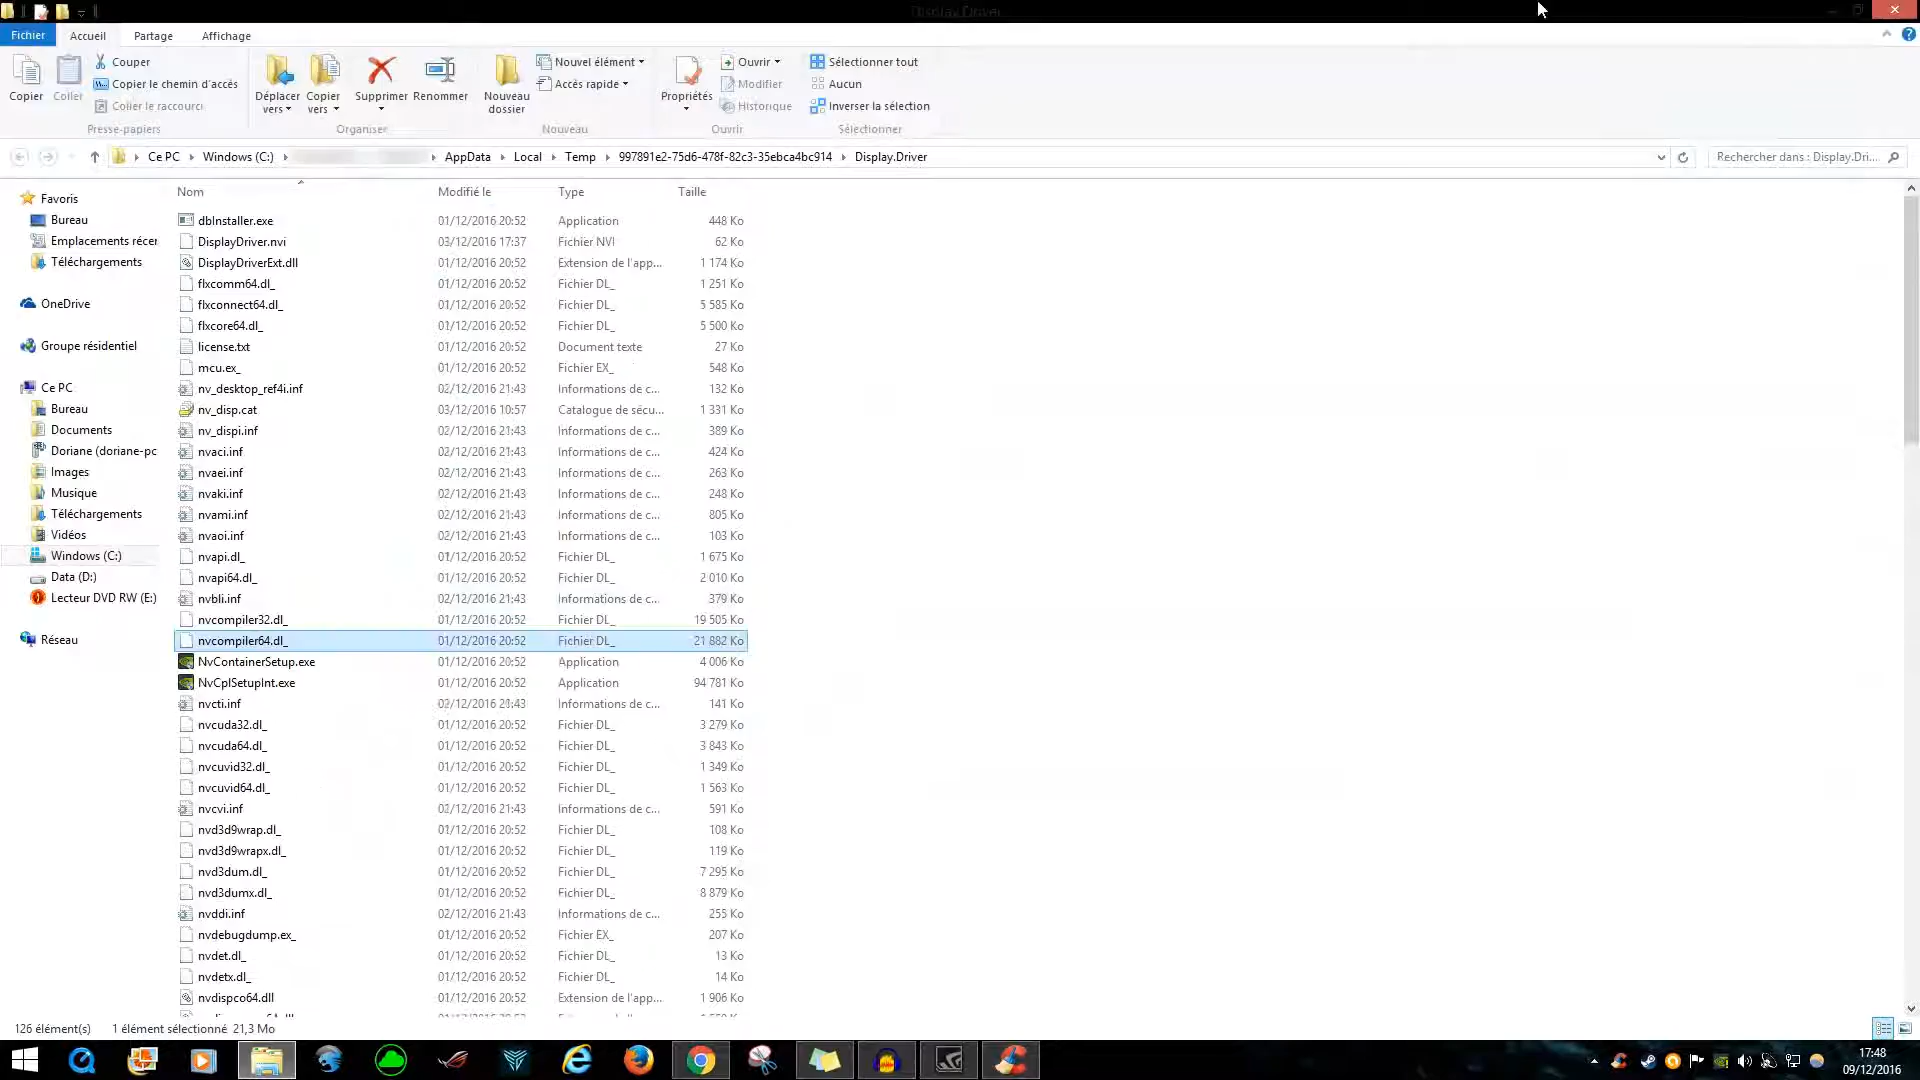 Display.Driver
Fichier Accueil Partage Affichage
Copier
Coller
Couper
Copier le chemin d'accès
Coller le raccourci
Presse-papiers
Déplacer vers
Copier vers
Supprimer
Renommer
Organiser
Nouveau dossier
Nouvel élément
Accès rapide
Nouveau
Propriétés
Ouvrir
Modifier
Historique
Ouvrir
Sélectionner tout
Aucun
Inverser la sélection
Sélectionner
Ce PC Windows (C:) AppData Local Temp 997891e2-75d6-478f-82c3-35ebca4bc914 Display.Driver
Rechercher dans : Display.Dri...
Favoris
Bureau
Emplacements récer
Téléchargements
OneDrive
Groupe résidentiel
Ce PC
Bureau
Documents
Doriane (doriane-pc
Images
Musique
Téléchargements
Vidéos
Windows (C:)
Data (D:)
Lecteur DVD RW (E:)
Réseau
Nom Modifié le Type Taille
dbInstaller.exe 01/12/2016 20:52 Application 448 Ko
DisplayDriver.nvi 03/12/2016 17:37 Fichier NVI 62 Ko
DisplayDriverExt.dll 01/12/2016 20:52 Extension de l'app... 1 174 Ko
flxcomm64.dl_ 01/12/2016 20:52 Fichier DL_ 1 251 Ko
flxconnect64.dl_ 01/12/2016 20:52 Fichier DL_ 5 585 Ko
flxcore64.dl_ 01/12/2016 20:52 Fichier DL_ 5 500 Ko
license.txt 01/12/2016 20:52 Document texte 27 Ko
mcu.ex_ 01/12/2016 20:52 Fichier EX_ 548 Ko
nv_desktop_ref4i.inf 02/12/2016 21:43 Informations de c... 132 Ko
nv_disp.cat 03/12/2016 10:57 Catalogue de sécu... 1 331 Ko
nv_dispi.inf 02/12/2016 21:43 Informations de c... 389 Ko
nvaci.inf 02/12/2016 21:43 Informations de c... 424 Ko
nvaei.inf 02/12/2016 21:43 Informations de c... 263 Ko
nvaki.inf 02/12/2016 21:43 Informations de c... 248 Ko
nvami.inf 02/12/2016 21:43 Informations de c... 805 Ko
nvaoi.inf 02/12/2016 21:43 Informations de c... 103 Ko
nvapi.dl_ 01/12/2016 20:52 Fichier DL_ 1 675 Ko
nvapi64.dl_ 01/12/2016 20:52 Fichier DL_ 2 010 Ko
nvbli.inf 02/12/2016 21:43 Informations de c... 379 Ko
nvcompiler32.dl_ 01/12/2016 20:52 Fichier DL_ 19 505 Ko
nvcompiler64.dl_ 01/12/2016 20:52 Fichier DL_ 21 882 Ko
NvContainerSetup.exe 01/12/2016 20:52 Application 4 006 Ko
NvCplSetupInt.exe 01/12/2016 20:52 Application 94 781 Ko
nvcti.inf 02/12/2016 21:43 Informations de c... 141 Ko
nvcuda32.dl_ 01/12/2016 20:52 Fichier DL_ 3 279 Ko
nvcuda64.dl_ 01/12/2016 20:52 Fichier DL_ 3 843 Ko
nvcuvid32.dl_ 01/12/2016 20:52 Fichier DL_ 1 349 Ko
nvcuvid64.dl_ 01/12/2016 20:52 Fichier DL_ 1 563 Ko
nvcvi.inf 02/12/2016 21:43 Informations de c... 591 Ko
nvd3d9wrap.dl_ 01/12/2016 20:52 Fichier DL_ 108 Ko
nvd3d9wrapx.dl_ 01/12/2016 20:52 Fichier DL_ 119 Ko
nvd3dum.dl_ 01/12/2016 20:52 Fichier DL_ 7 295 Ko
nvd3dumx.dl_ 01/12/2016 20:52 Fichier DL_ 8 879 Ko
nvddi.inf 02/12/2016 21:43 Informations de c... 255 Ko
nvdebugdump.ex_ 01/12/2016 20:52 Fichier EX_ 207 Ko
nvdet.dl_ 01/12/2016 20:52 Fichier DL_ 13 Ko
nvdetx.dl_ 01/12/2016 20:52 Fichier DL_ 14 Ko
nvdispco64.dll 01/12/2016 20:52 Extension de l'app... 1 906 Ko
126 élément(s) 1 élément sélectionné 21,3 Mo
17:48
09/12/2016